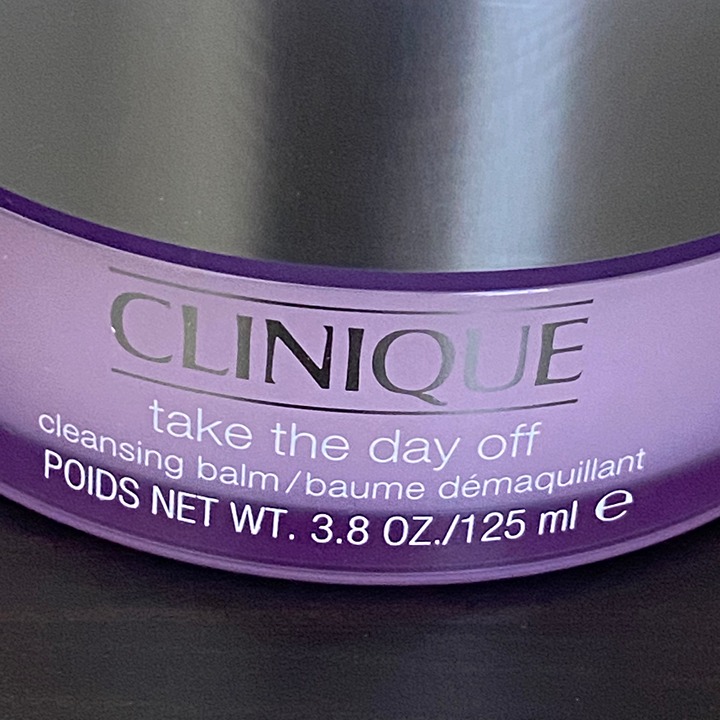 CLINIQUE
take the day off
cleansing balm/baume démaquillant
POIDS NET WT. 3.8 OZ./125 ml ℮